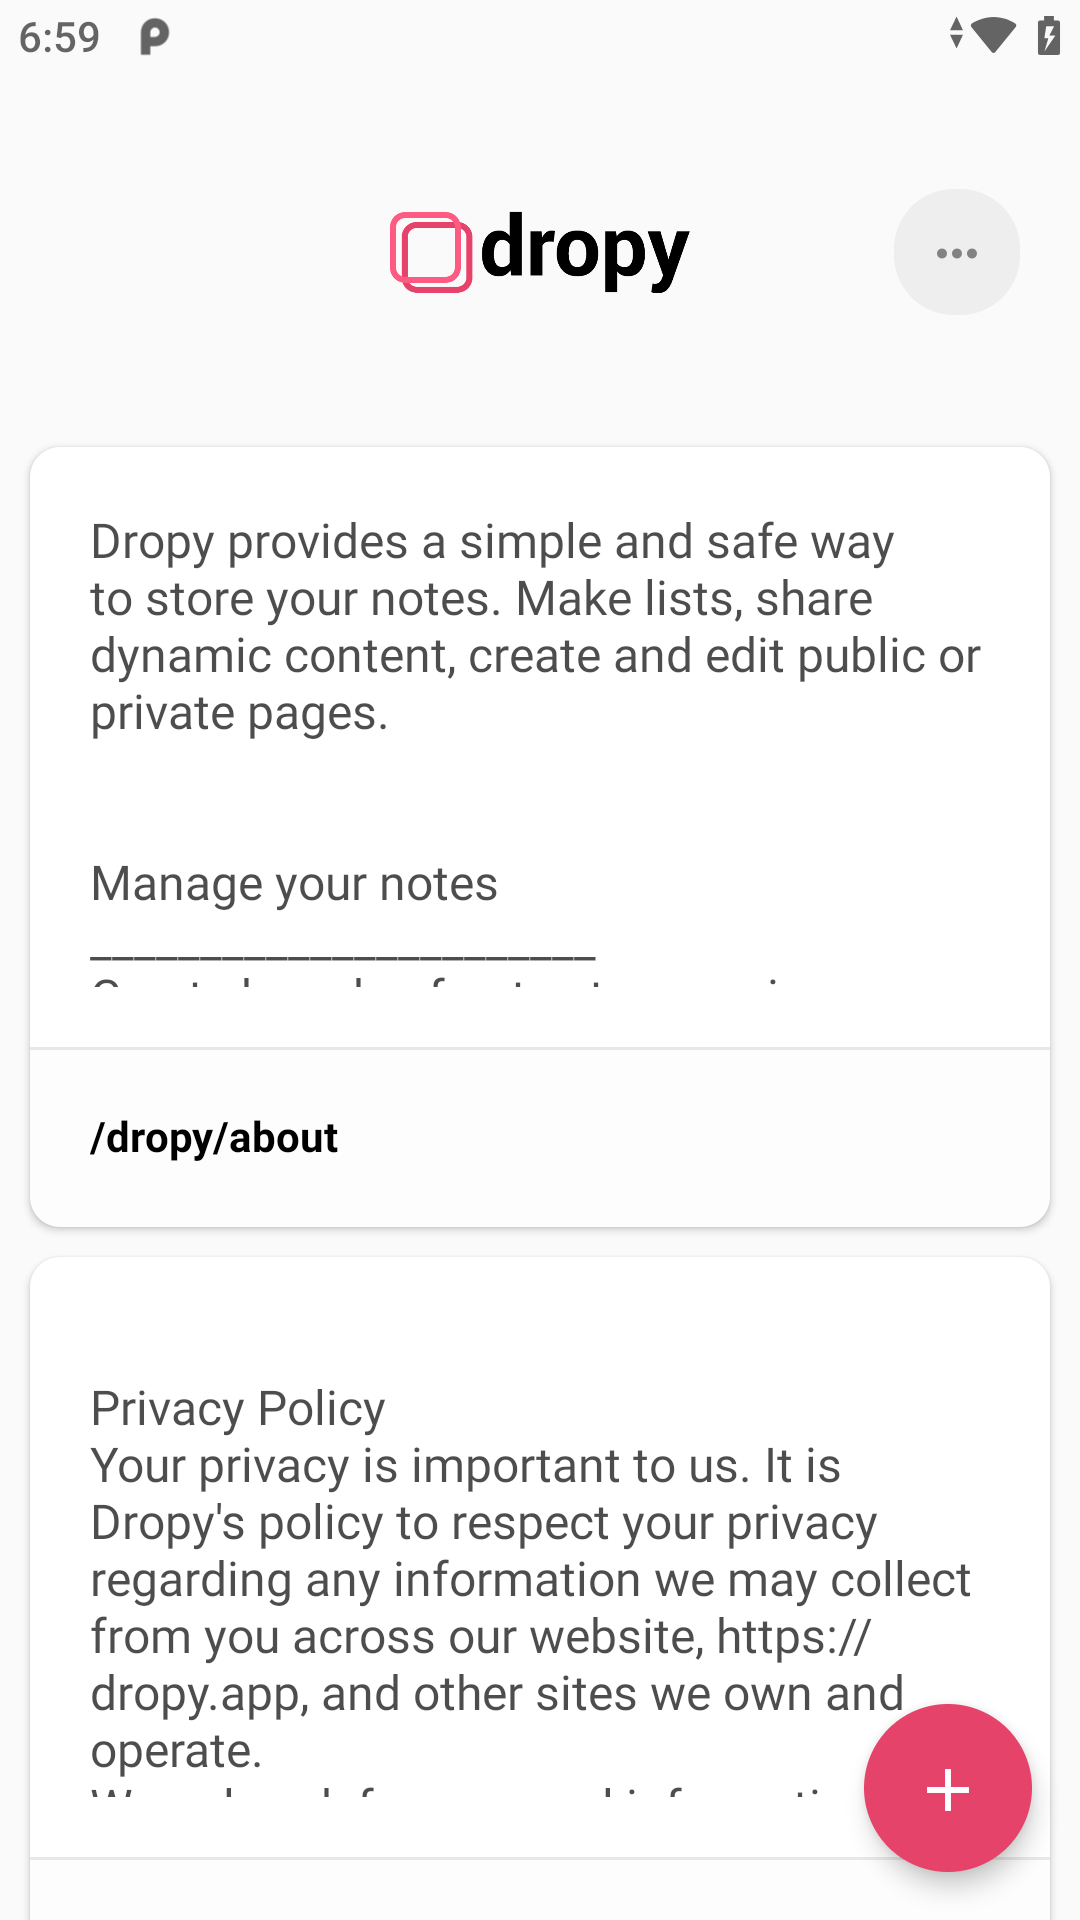 6:59
dropy
Dropy provides a simple and safe way
to store your notes. Make lists, share
dynamic content, create and edit public or
private pages.
Manage your notes
_______________________
/dropy/about
Privacy Policy
Your privacy is important to us. It is
Dropy's policy to respect your privacy
regarding any information we may collect
from you across our website, https://
dropy.app, and other sites we own and
operate.